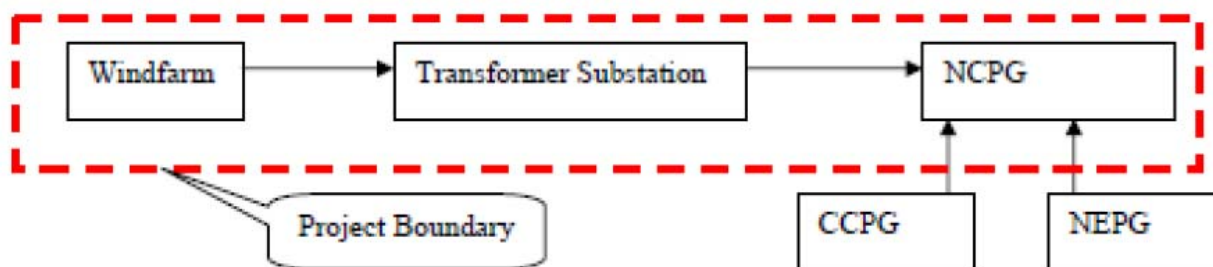 Windfarm
Transformer Substation
NCPG
Project Boundary
CCPG
NEPG